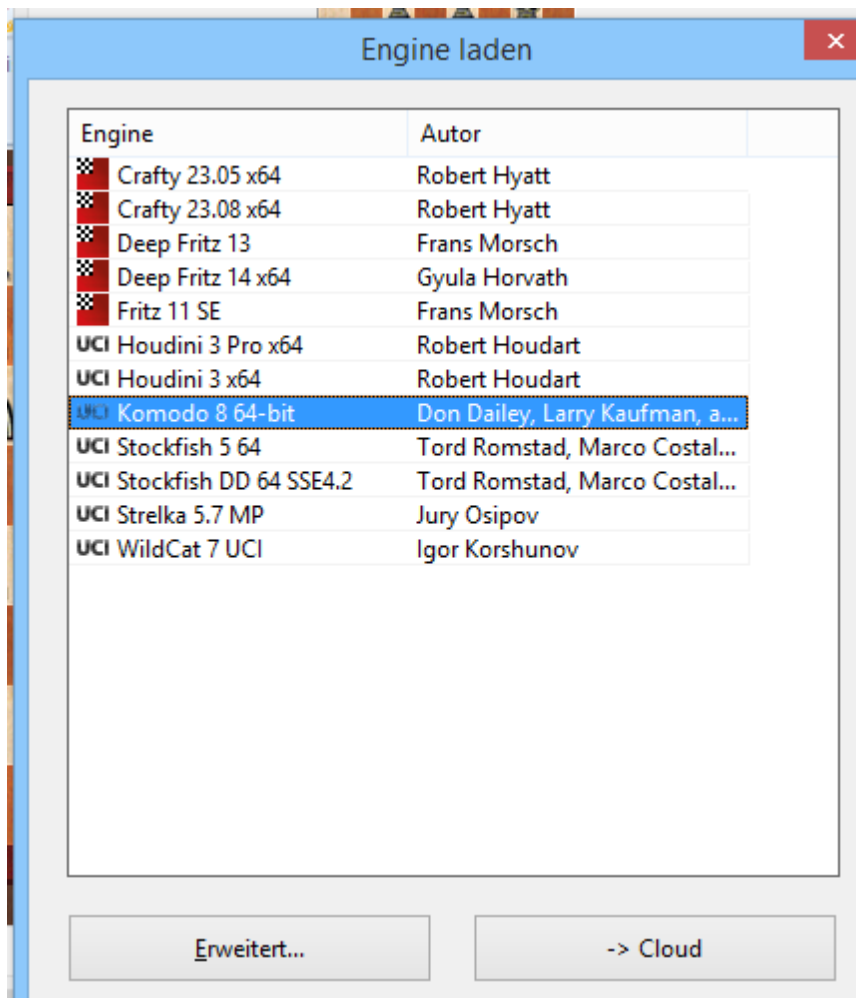 Engine laden
Engine Autor
Crafty 23.05 x64 Robert Hyatt
Crafty 23.08 x64 Robert Hyatt
Deep Fritz 13 Frans Morsch
Deep Fritz 14 x64 Gyula Horvath
Fritz 11 SE Frans Morsch
UCI Houdini 3 Pro x64 Robert Houdart
UCI Houdini 3 x64 Robert Houdart
UCI Komodo 8 64-bit Don Dailey, Larry Kaufman, a...
UCI Stockfish 5 64 Tord Romstad, Marco Costal...
UCI Stockfish DD 64 SSE4.2 Tord Romstad, Marco Costal...
UCI Strelka 5.7 MP Jury Osipov
UCI WildCat 7 UCI Igor Korshunov
Erweitert... -> Cloud